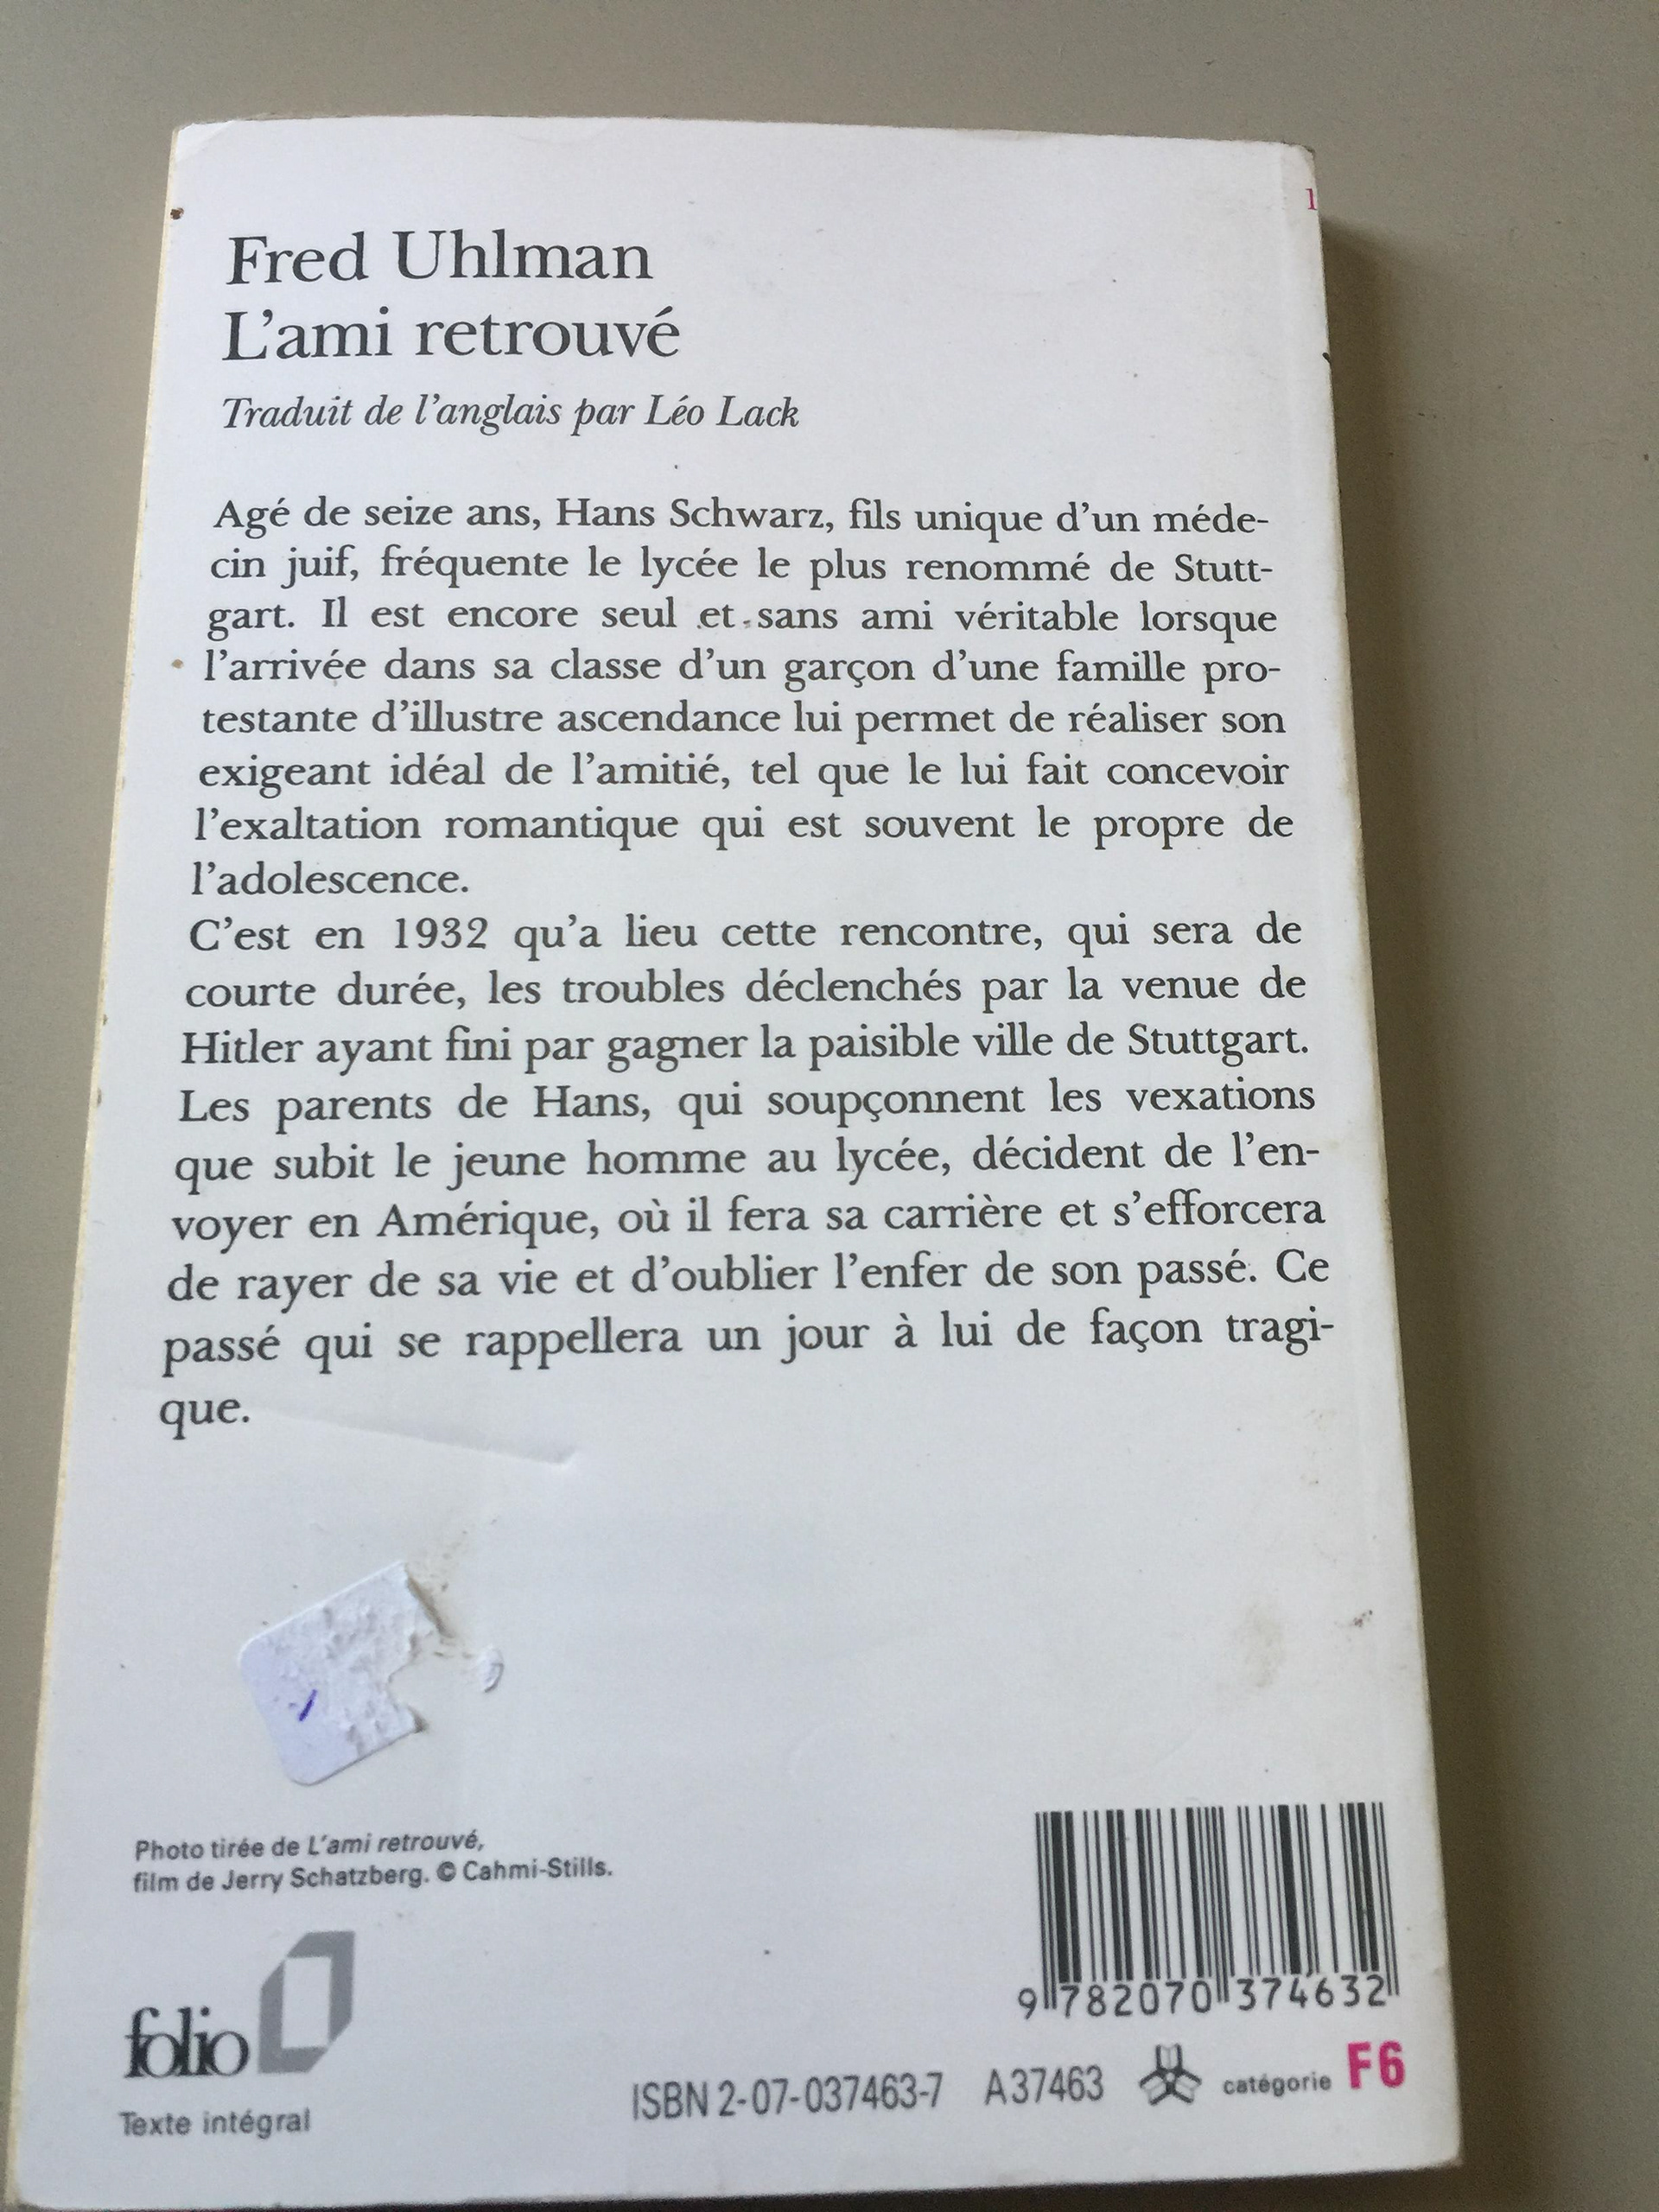 1
Fred Uhlman
L'ami retrouvé
Traduit de l'anglais par Léo Lack
Agé de seize ans, Hans Schwarz, fils unique d'un méde-
cin juif, fréquente le lycée le plus renommé de Stutt-
gart. Il est encore seul et sans ami véritable lorsque
l'arrivée dans sa classe d'un garçon d'une famille pro-
testante d'illustre ascendance lui permet de réaliser son
exigeant idéal de l'amitié, tel que le lui fait concevoir
l'exaltation romantique qui est souvent le propre de
l'adolescence.
C'est en 1932 qu'a lieu cette rencontre, qui sera de
courte durée, les troubles déclenchés par la venue de
Hitler ayant fini par gagner la paisible ville de Stuttgart.
Les parents de Hans, qui soupçonnent les vexations
que subit le jeune homme au lycée, décident de l'en-
voyer en Amérique, où il fera sa carrière et s'efforcera
de rayer de sa vie et d'oublier l'enfer de son passé. Ce
passé qui se rappellera un jour à lui de façon tragi-
que.
Photo tirée de L'ami retrouvé,
film de Jerry Schatzberg. © Cahmi-Stills.
folio
Texte intégral
9 782070 374632
ISBN 2-07-037463-7 A 37463 catégorie F6